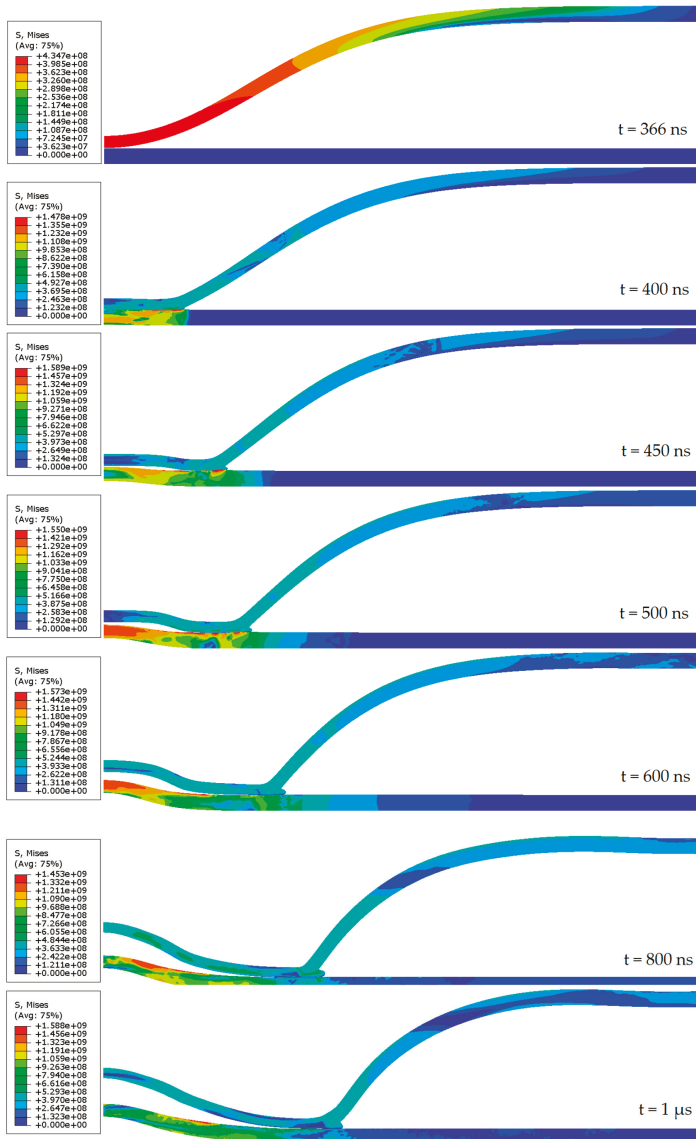 S, Mises
(Avg: 75%)
+4.347e+08
+3.985e+08
+3.623e+08
+3.260e+08
+2.898e+08
+2.536e+08
+2.174e+08
+1.811e+08
+1.449e+08
+1.087e+08
+7.245e+07
+3.623e+07
+0.000e+00
t = 366 ns
S, Mises
(Avg: 75%)
+1.478e+09
+1.355e+09
+1.232e+09
+1.108e+09
+9.853e+08
+8.622e+08
+7.390e+08
+6.158e+08
+4.927e+08
+3.695e+08
+2.463e+08
+1.232e+08
+0.000e+00
t = 400 ns
S, Mises
(Avg: 75%)
+1.589e+09
+1.457e+09
+1.324e+09
+1.192e+09
+1.059e+09
+9.271e+08
+7.946e+08
+6.622e+08
+5.297e+08
+3.973e+08
+2.649e+08
+1.324e+08
+0.000e+00
t = 450 ns
S, Mises
(Avg: 75%)
+1.550e+09
+1.421e+09
+1.292e+09
+1.162e+09
+1.033e+09
+9.041e+08
+7.750e+08
+6.458e+08
+5.166e+08
+3.875e+08
+2.583e+08
+1.292e+08
+0.000e+00
t = 500 ns
S, Mises
(Avg: 75%)
+1.573e+09
+1.442e+09
+1.311e+09
+1.180e+09
+1.049e+09
+9.178e+08
+7.867e+08
+6.556e+08
+5.244e+08
+3.933e+08
+2.622e+08
+1.311e+08
+0.000e+00
t = 600 ns
S, Mises
(Avg: 75%)
+1.453e+09
+1.332e+09
+1.211e+09
+1.090e+09
+9.688e+08
+8.477e+08
+7.266e+08
+6.055e+08
+4.844e+08
+3.633e+08
+2.422e+08
+1.211e+08
+0.000e+00
t = 800 ns
S, Mises
(Avg: 75%)
+1.588e+09
+1.456e+09
+1.323e+09
+1.191e+09
+1.059e+09
+9.263e+08
+7.940e+08
+6.616e+08
+5.293e+08
+3.970e+08
+2.647e+08
+1.323e+08
+0.000e+00
t = 1 µs